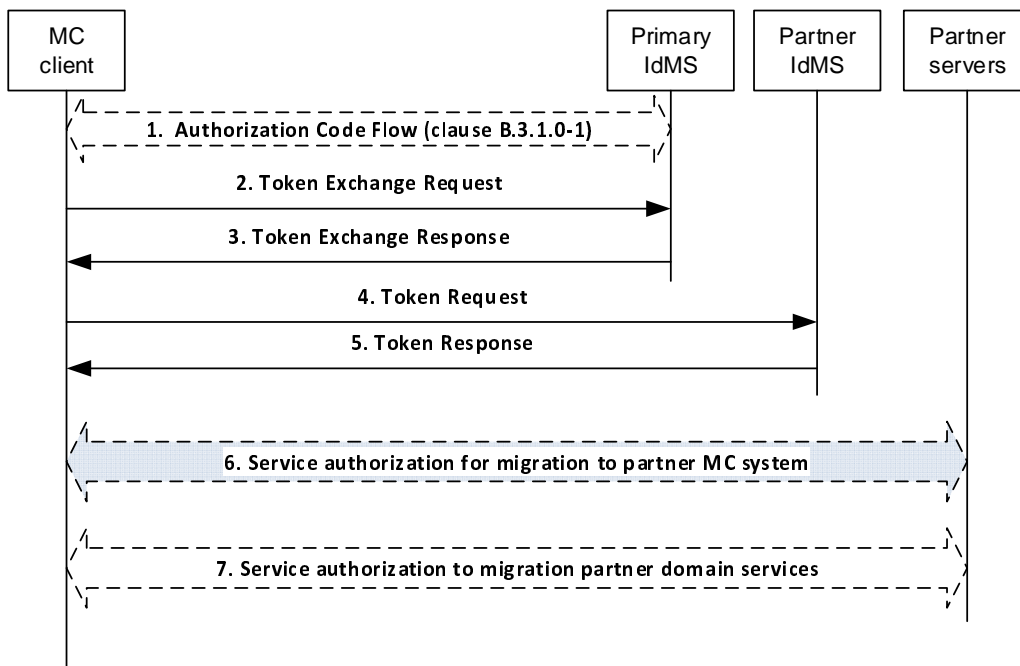 MC
client
Primary
IdMS
Partner
IdMS
Partner
servers
1. Authorization Code Flow (clause B.3.1.0-1)
2. Token Exchange Request
3. Token Exchange Response
4. Token Request
5. Token Response
6. Service authorization for migration to partner MC system
7. Service authorization to migration partner domain services